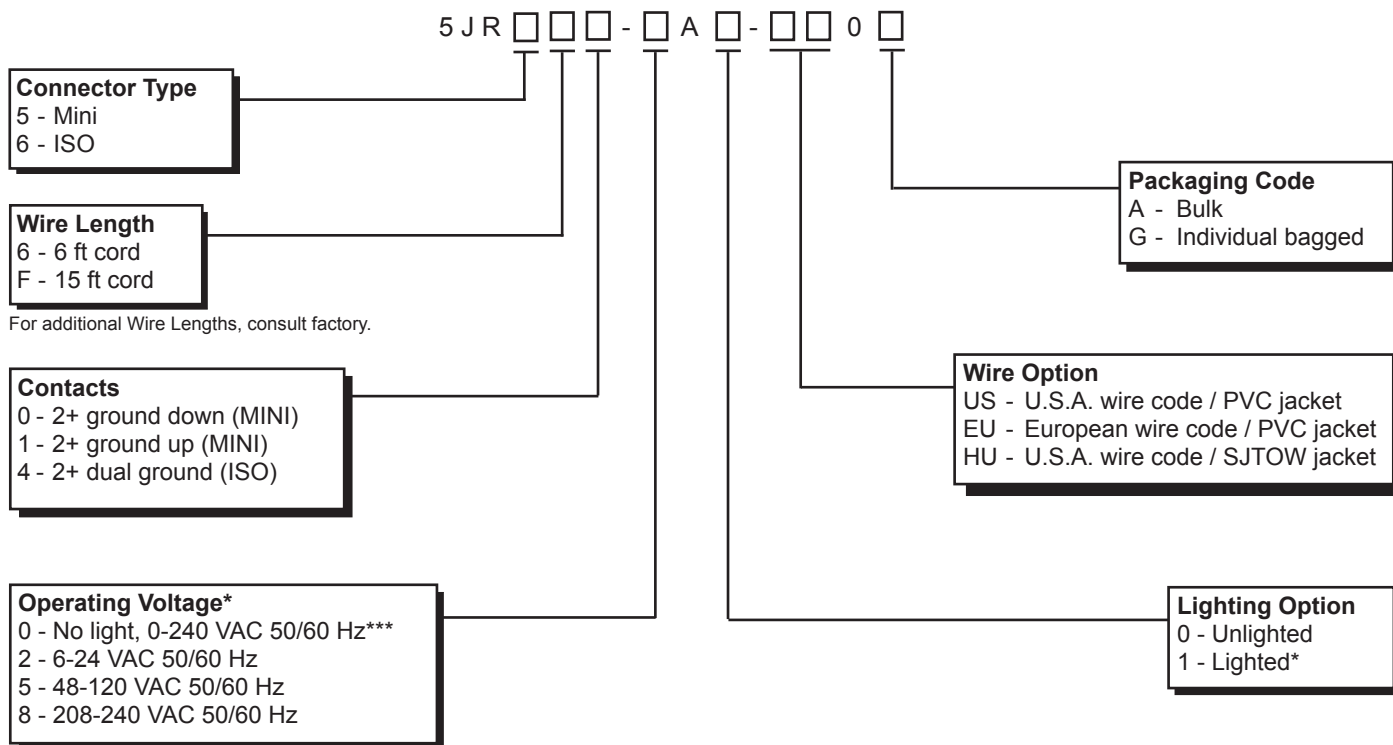 5 J R □ □ □ - □ A □ - □ □ 0 □
Connector Type
5 - Mini
6 - ISO
Wire Length
6 - 6 ft cord
F - 15 ft cord
For additional Wire Lengths, consult factory.
Contacts
0 - 2+ ground down (MINI)
1 - 2+ ground up (MINI)
4 - 2+ dual ground (ISO)
Operating Voltage*
0 - No light, 0-240 VAC 50/60 Hz***
2 - 6-24 VAC 50/60 Hz
5 - 48-120 VAC 50/60 Hz
8 - 208-240 VAC 50/60 Hz
Packaging Code
A - Bulk
G - Individual bagged
Wire Option
US - U.S.A. wire code / PVC jacket
EU - European wire code / PVC jacket
HU - U.S.A. wire code / SJTOW jacket
Lighting Option
0 - Unlighted
1 - Lighted*